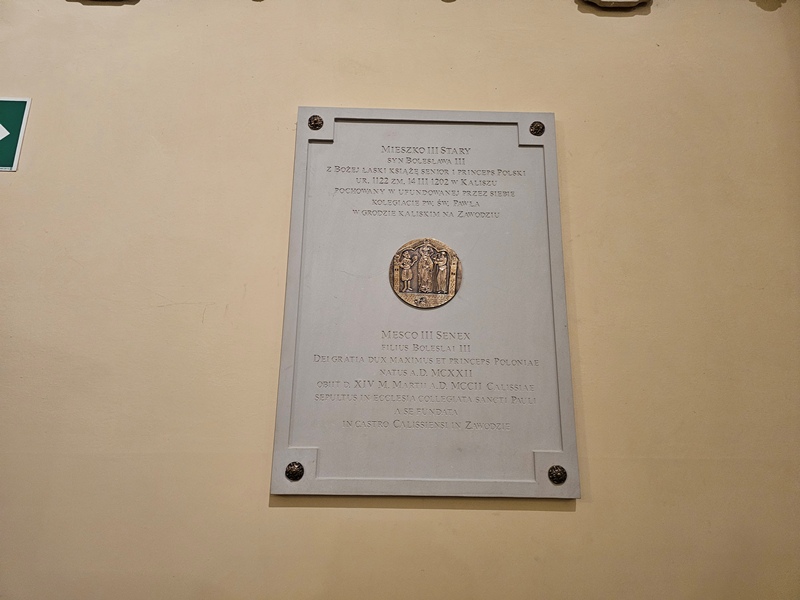 MIESZKO III STARY
SYN BOLESŁAWA III
Z BOŻEJ ŁASKI KSIĄŻĘ SENIOR I PRINCEPS POLSKI
UR. 1122 ZM. 14 III 1202 W KALISZU
POCHOWANY W UFUNDOWANEJ PRZEZ SIEBIE
KOLEGIACIE PW. ŚW. PAWŁA
W GRODZIE KALISKIM NA ZAWODZIU
MESCO III SENEX
FILIUS BOLESLAI III
DEI GRATIA DUX MAXIMUS ET PRINCEPS POLONIAE
NATUS A.D. MCXXII
OBIIT D. XIV M. MARTII A.D. MCCII CALISSIAE
SEPULTUS IN ECCLESIA COLLEGIATA SANCTI PAULI
A SE FUNDATA
IN CASTRO CALISSIENSI IN ZAWODZIE